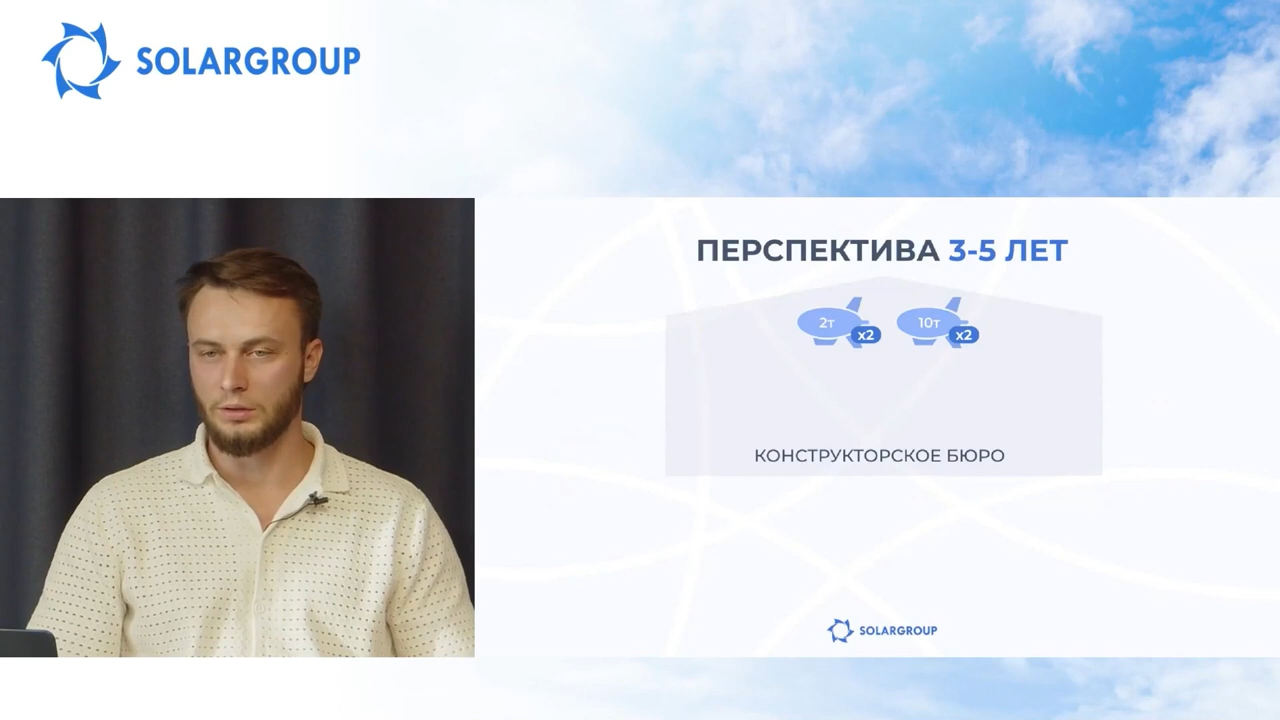 SOLARGROUP
ПЕРСПЕКТИВА 3-5 ЛЕТ
2т x2 10т x2
КОНСТРУКТОРСКОЕ БЮРО
SOLARGROUP